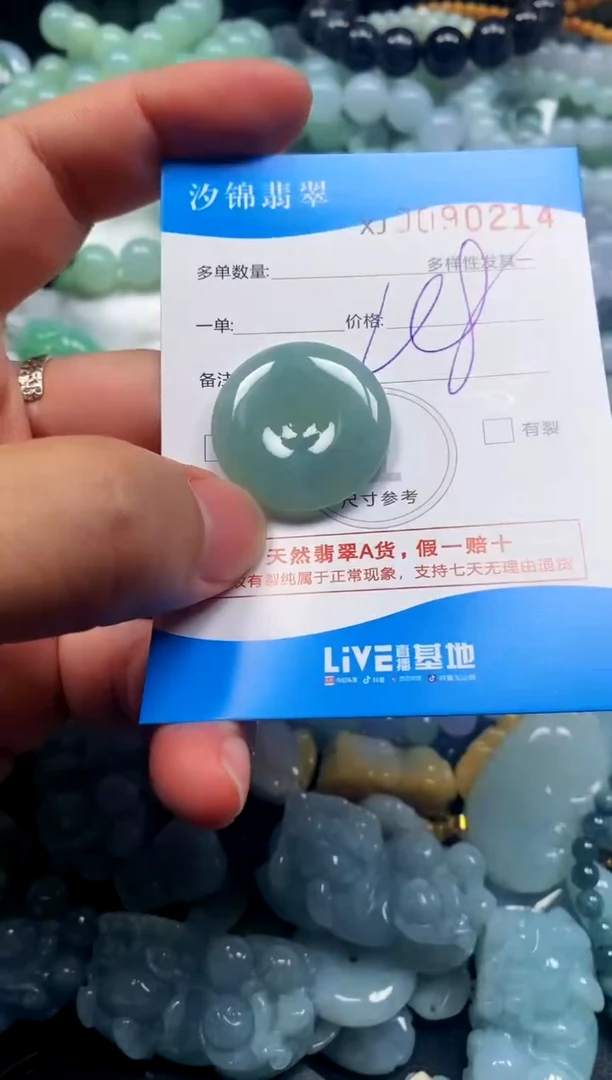 汐锦翡翠
多单数量:
多样性发货一
一单:
价格:
备注
有裂
尺寸参考
天然翡翠A货，假一赔十
有裂纯属于正常现象，支持七天无理由退货
LiVE直播基地